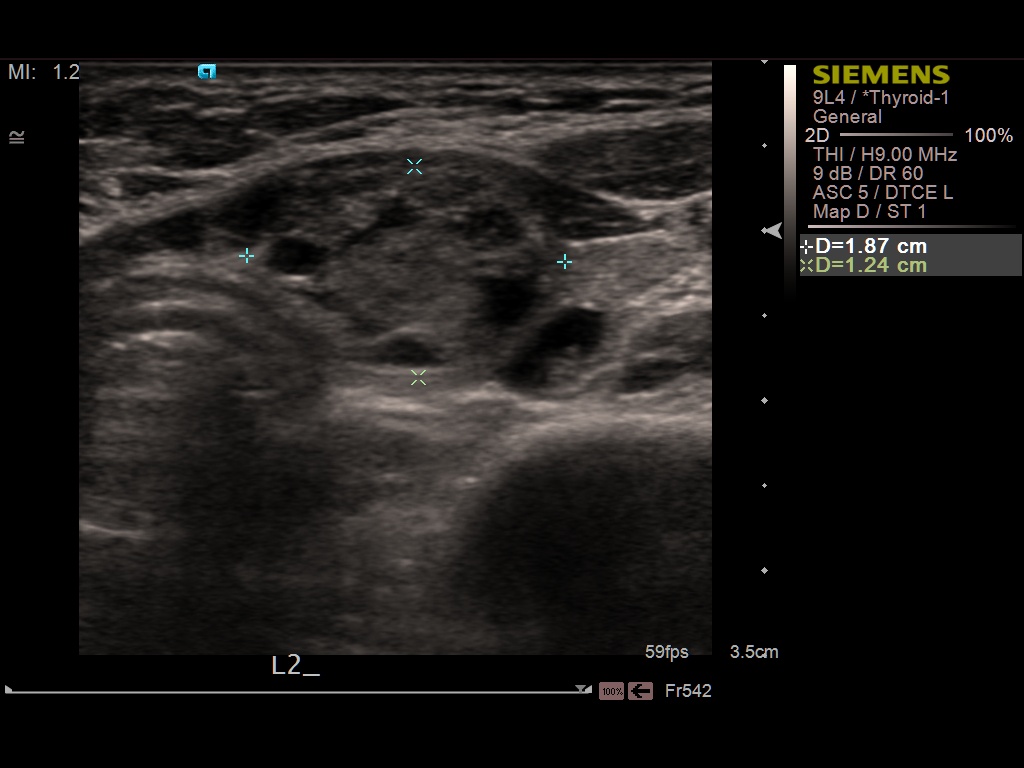 MI: 1.2
SIEMENS
9L4 / *Thyroid-1
General
2D 100%
THI / H9.00 MHz
9 dB / DR 60
ASC 5 / DTCE L
Map D / ST 1
D=1.87 cm
D=1.24 cm
59fps 3.5cm
L2_
100% Fr542